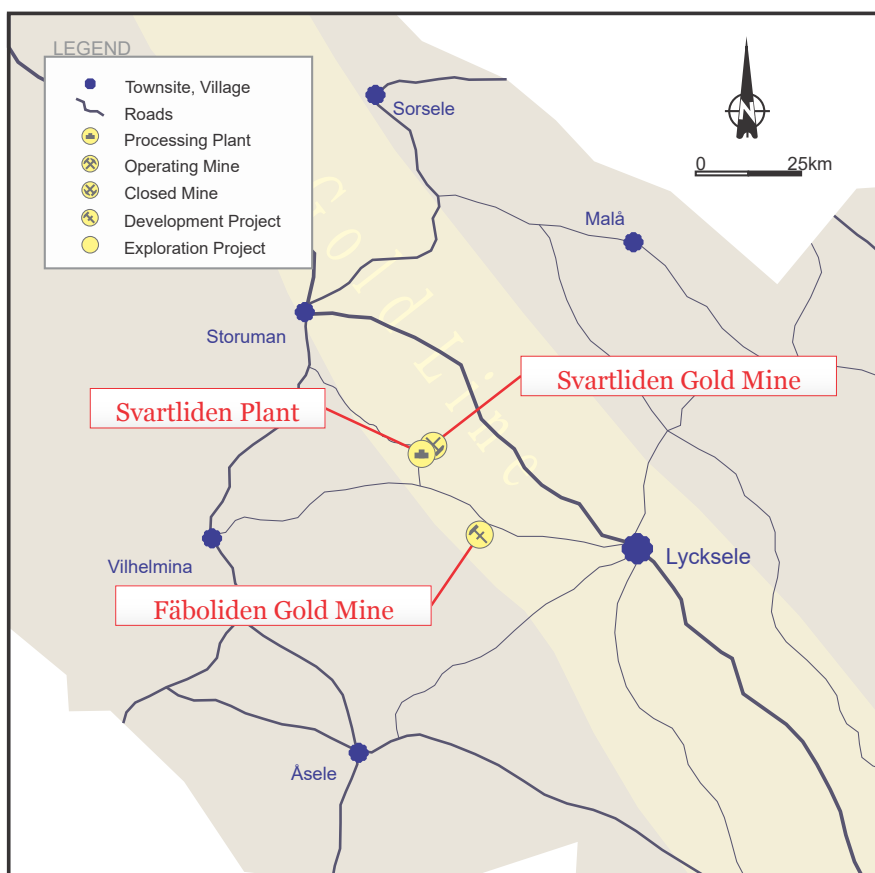 LEGEND
Townsite, Village
Roads
Processing Plant
Operating Mine
Closed Mine
Development Project
Exploration Project
Sorsele
N
0 25km
Malå
Gold Line
Storuman
Svartliden Gold Mine
Svartliden Plant
Vilhelmina
Lycksele
Fäboliden Gold Mine
Åsele